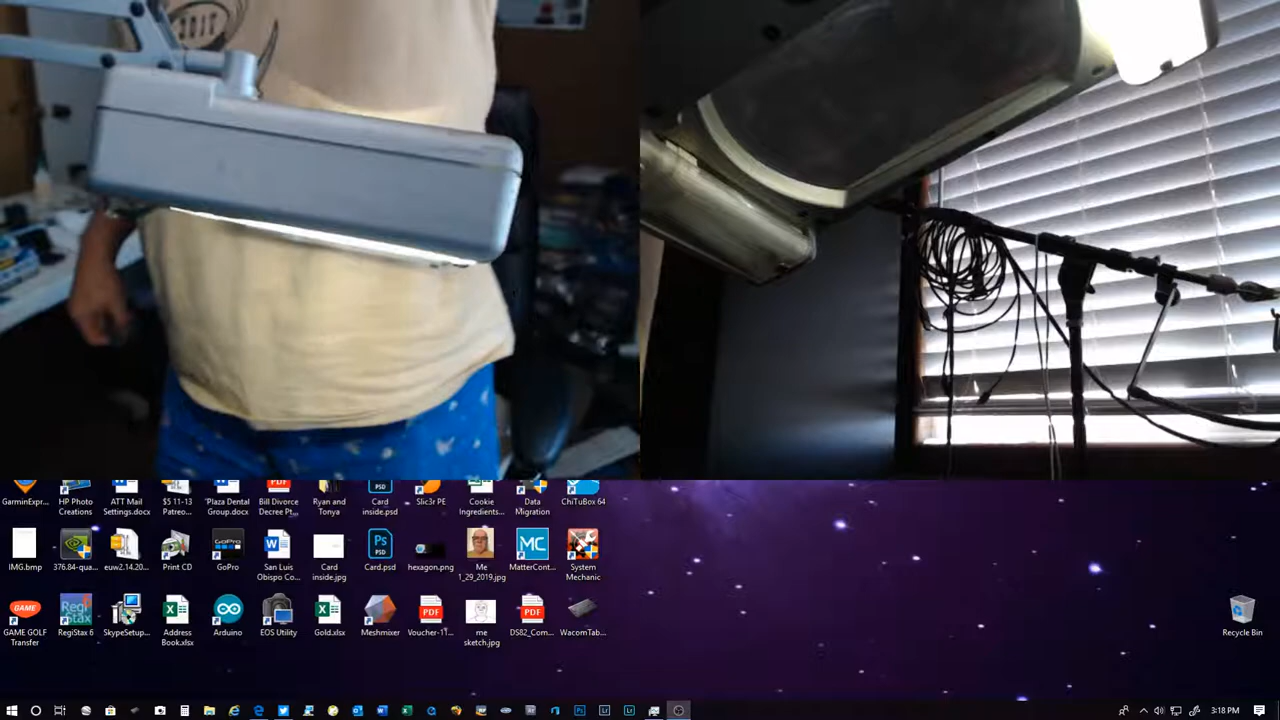 2017
GarminExpr...
HP Photo
Creations
ATT Mail
Settings.docx
$5 11-13
Patreo...
"Plaza Dental
Group.docx
Bill Divorce
Decree Pt...
Ryan and
Tonya
Card
inside.psd
Slic3r PE
Cookie
Ingredients...
Data
Migration
ChiTuBox 64
IMG.bmp
376.84-qua...
euw2.14.20...
Print CD
GoPro
San Luis
Obispo Co...
Card
inside.jpg
Card.psd
hexagon.png
Me
1_29_2019.jpg
MatterCont...
System
Mechanic
GAME GOLF
Transfer
RegiStax 6
SkypeSetup...
Address
Book.xlsx
Arduino
EOS Utility
Gold.xlsx
Meshmixer
Voucher-11...
me
sketch.jpg
DS82_Com...
WacomTab...
Recycle Bin
3:18 PM